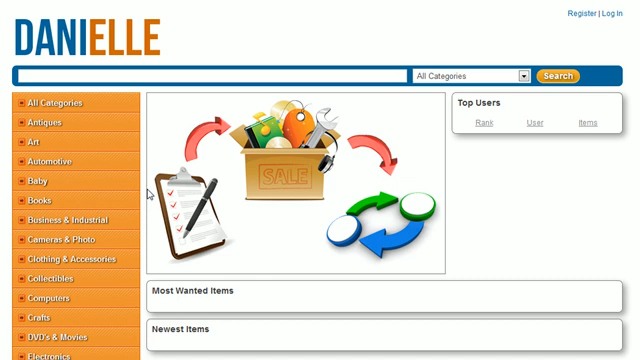 Register | Log In
DANIELLE
All Categories
Search
All Categories
Antiques
Art
Automotive
Baby
Books
Business & Industrial
Cameras & Photo
Clothing & Accessories
Collectibles
Computers
Crafts
DVD's & Movies
Electronics
SALE
Top Users
Rank User Items
Most Wanted Items
Newest Items